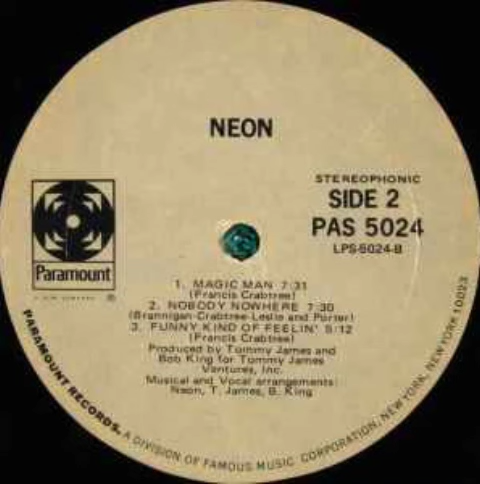 NEON
STEREOPHONIC
SIDE 2
PAS 5024
LPS-5024-B
Paramount
®
1. MAGIC MAN 7:31
(Francis Crabtree)
2. NOBODY NOWHERE 7:30
(Brannigan-Crabtree-Leslie and Porter)
3. FUNNY KIND OF FEELIN' 5:12
(Francis Crabtree)
Produced by Tommy James and
Bob King for Tommy James
Ventures, Inc.
Musical and Vocal arrangements:
Neon, T. James, B. King
PARAMOUNT RECORDS, A DIVISION OF FAMOUS MUSIC CORPORATION, NEW YORK, NEW YORK 10023